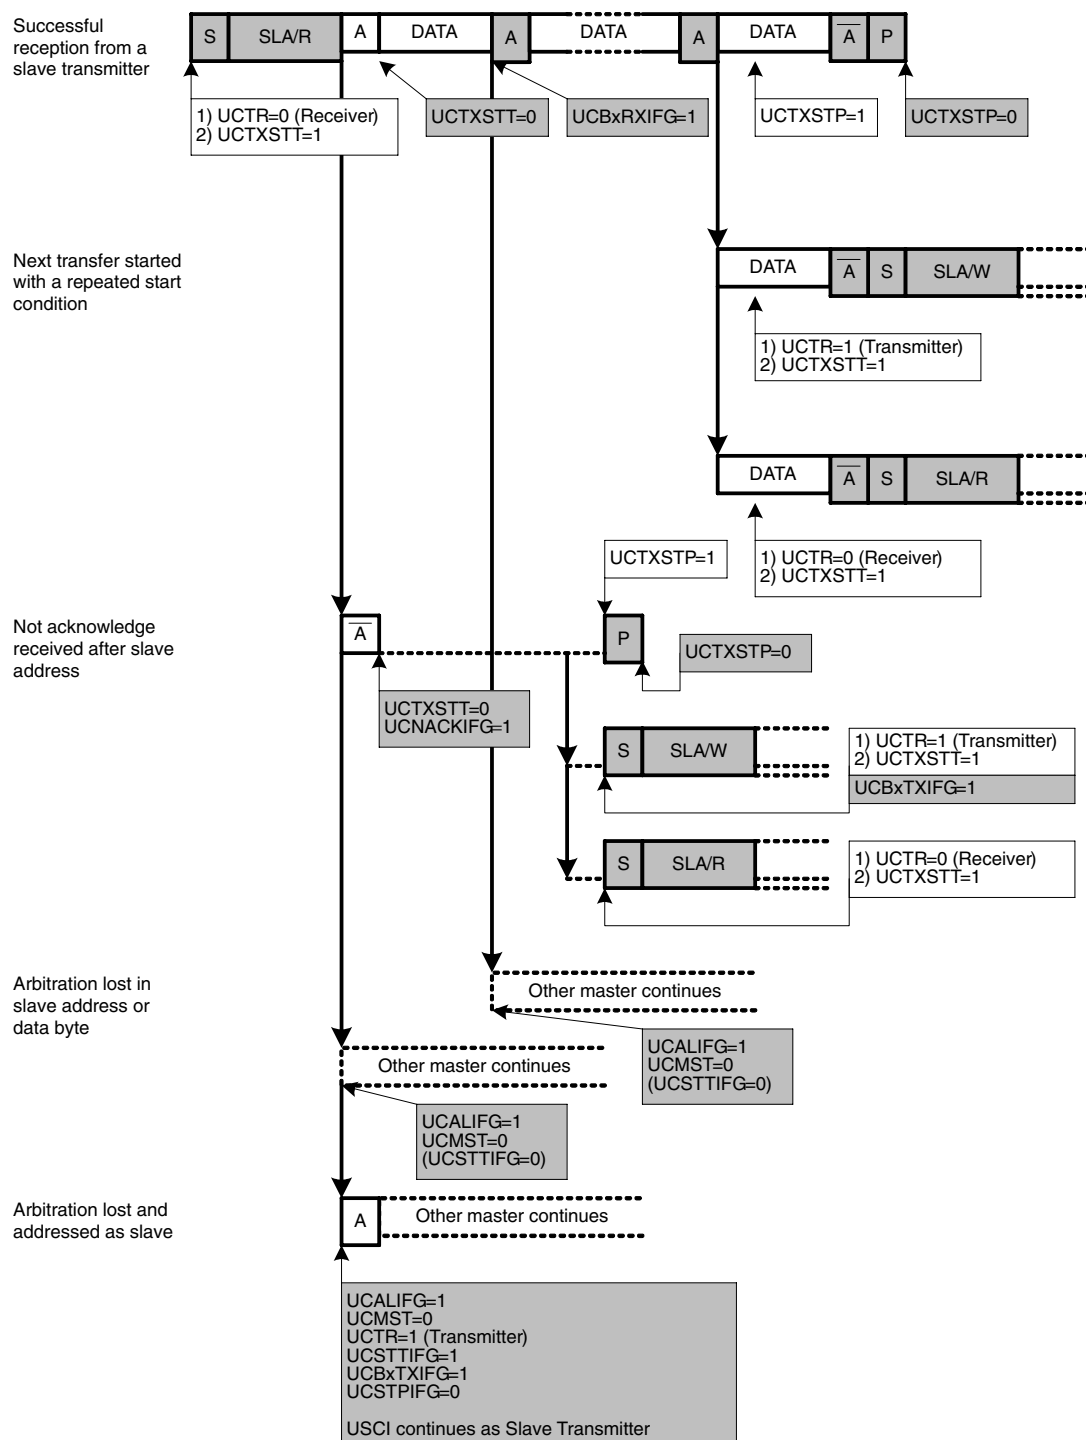 Successful
reception from a
slave transmitter
S SLA/R A DATA A DATA A DATA A P
1) UCTR=0 (Receiver)
2) UCTXSTT=1
UCTXSTT=0
UCBxRXIFG=1
UCTXSTP=1
UCTXSTP=0
Next transfer started
with a repeated start
condition
DATA A S SLA/W
1) UCTR=1 (Transmitter)
2) UCTXSTT=1
DATA A S SLA/R
1) UCTR=0 (Receiver)
2) UCTXSTT=1
UCTXSTP=1
Not acknowledge
received after slave
address
A
P
UCTXSTP=0
UCTXSTT=0
UCNACKIFG=1
S SLA/W
1) UCTR=1 (Transmitter)
2) UCTXSTT=1
UCBxTXIFG=1
S SLA/R
1) UCTR=0 (Receiver)
2) UCTXSTT=1
Arbitration lost in
slave address or
data byte
Other master continues
UCALIFG=1
UCMST=0
(UCSTTIFG=0)
Other master continues
UCALIFG=1
UCMST=0
(UCSTTIFG=0)
Arbitration lost and
addressed as slave
A Other master continues
UCALIFG=1
UCMST=0
UCTR=1 (Transmitter)
UCSTTIFG=1
UCBxTXIFG=1
UCSTPIFG=0
USCI continues as Slave Transmitter